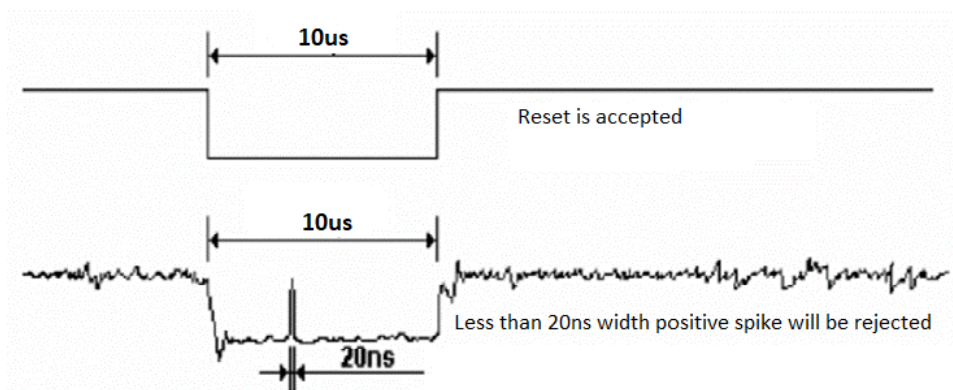 10us
Reset is accepted
10us
Less than 20ns width positive spike will be rejected
20ns